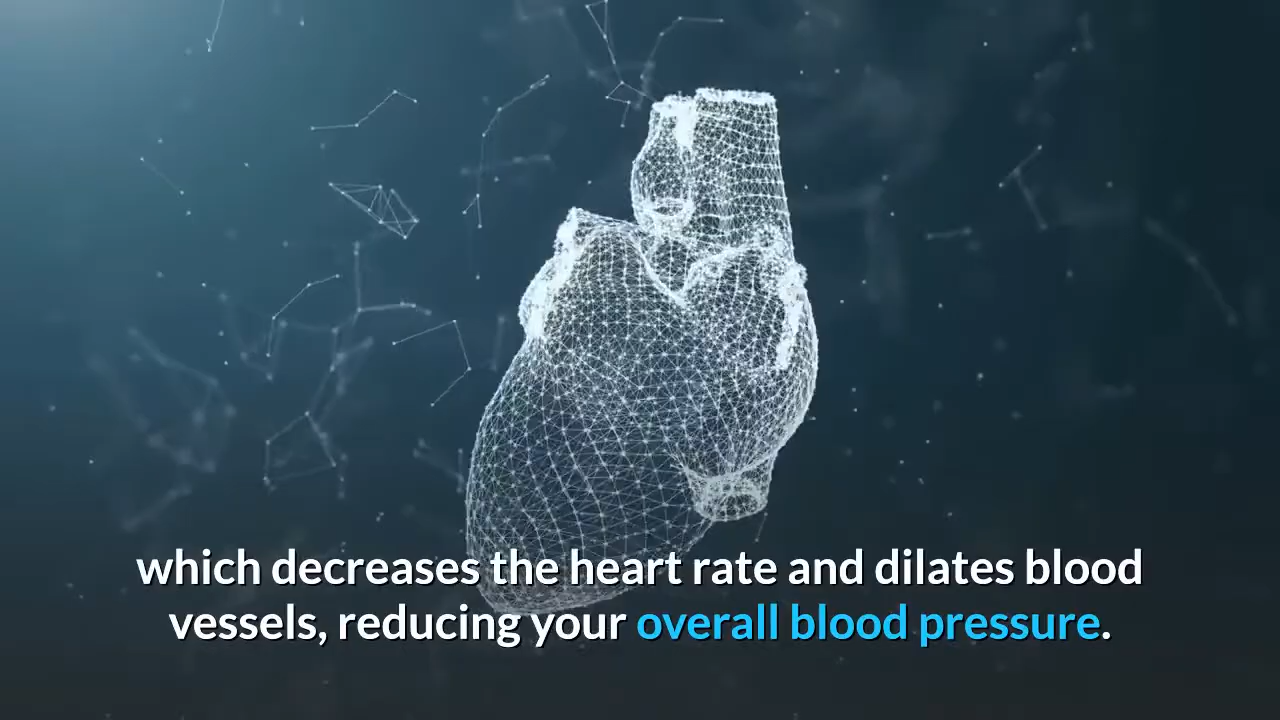 which decreases the heart rate and dilates blood
vessels, reducing your overall blood pressure.